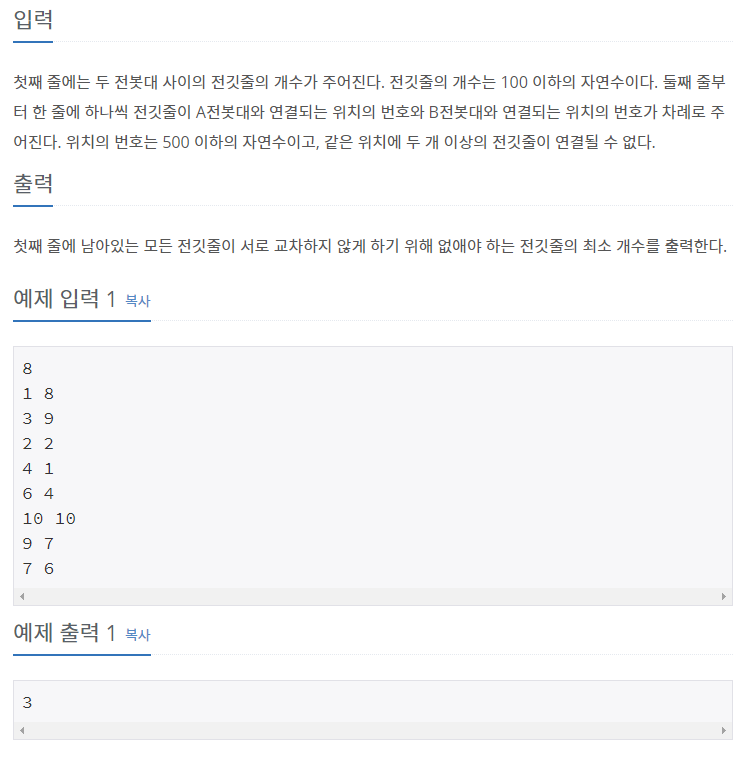 입력
첫째 줄에는 두 전봇대 사이의 전깃줄의 개수가 주어진다. 전깃줄의 개수는 100 이하의 자연수이다. 둘째 줄부
터 한 줄에 하나씩 전깃줄이 A전봇대와 연결되는 위치의 번호와 B전봇대와 연결되는 위치의 번호가 차례로 주
어진다. 위치의 번호는 500 이하의 자연수이고, 같은 위치에 두 개 이상의 전깃줄이 연결될 수 없다.
출력
첫째 줄에 남아있는 모든 전깃줄이 서로 교차하지 않게 하기 위해 없애야 하는 전깃줄의 최소 개수를 출력한다.
예제 입력 1 복사
8
1 8
3 9
2 2
4 1
6 4
10 10
9 7
7 6
예제 출력 1 복사
3